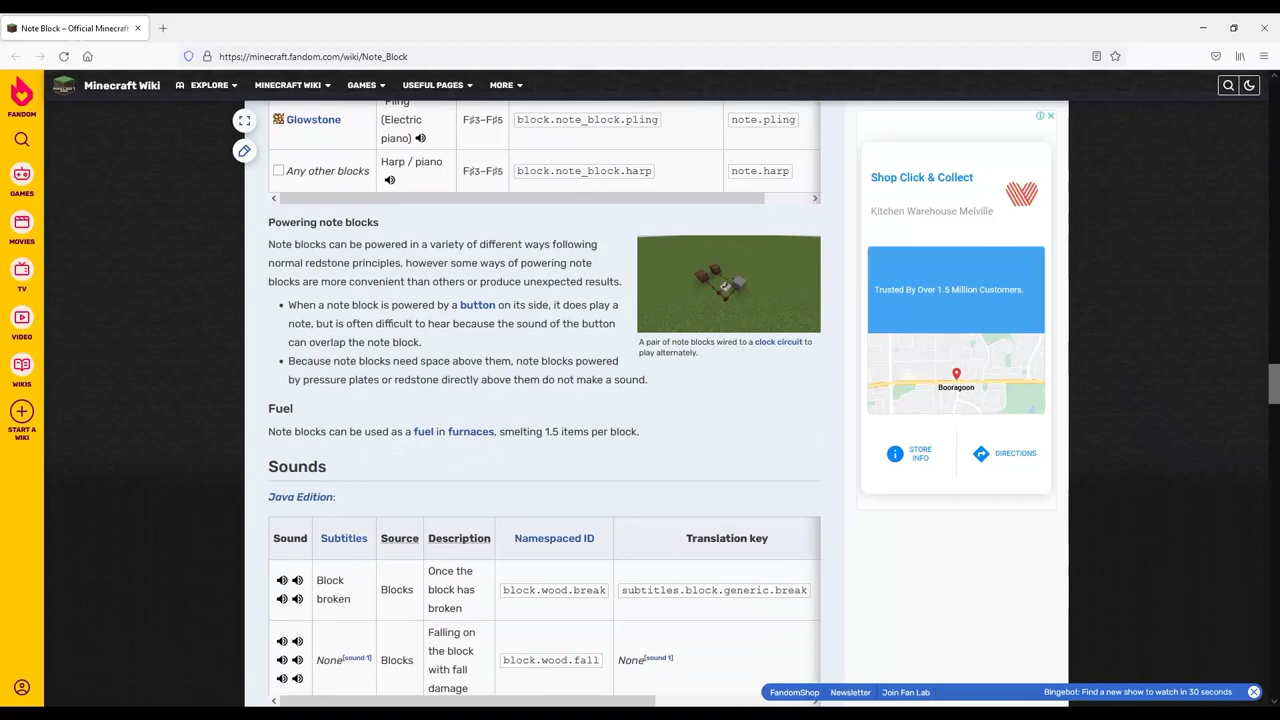 Note Block – Official Minecraft
https://minecraft.fandom.com/wiki/Note_Block
FANDOM
GAMES
MOVIES
TV
VIDEO
WIKIS
START A
WIKI
Minecraft Wiki
EXPLORE
MINECRAFT WIKI
GAMES
USEFUL PAGES
MORE
Pling
Glowstone
(Electric
piano)
F♯3–F♯5
block.note_block.pling
note.pling
Any other blocks
Harp / piano
F♯3–F♯5
block.note_block.harp
note.harp
Powering note blocks
Note blocks can be powered in a variety of different ways following
normal redstone principles, however some ways of powering note
blocks are more convenient than others or produce unexpected results.
• When a note block is powered by a button on its side, it does play a
note, but is often difficult to hear because the sound of the button
can overlap the note block.
• Because note blocks need space above them, note blocks powered
by pressure plates or redstone directly above them do not make a sound.
A pair of note blocks wired to a clock circuit to
play alternately.
Fuel
Note blocks can be used as a fuel in furnaces, smelting 1.5 items per block.
Sounds
Java Edition:
Sound
Subtitles
Source
Description
Namespaced ID
Translation key
Block
broken
Blocks
Once the
block has
broken
block.wood.break
subtitles.block.generic.break
None[sound 1]
Blocks
Falling on
the block
with fall
damage
block.wood.fall
None[sound 1]
Shop Click & Collect
Kitchen Warehouse Melville
Trusted By Over 1.5 Million Customers.
Booragoon
STORE
INFO
DIRECTIONS
FandomShop
Newsletter
Join Fan Lab
Bingebot: Find a new show to watch in 30 seconds